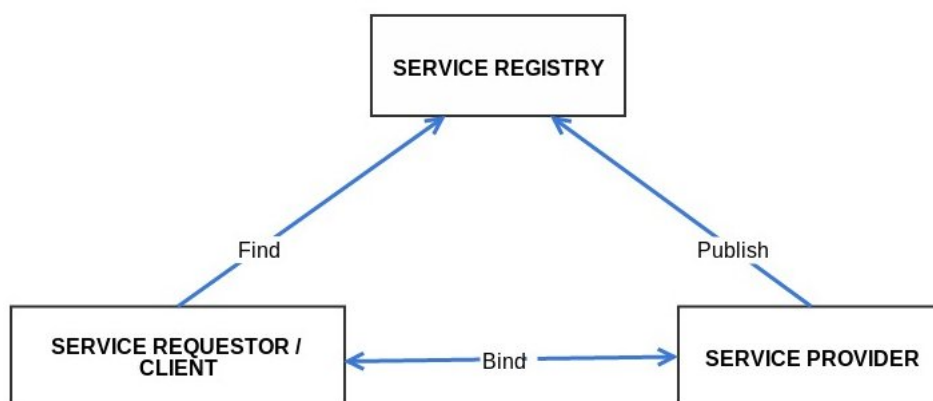 SERVICE REGISTRY
Find
Publish
SERVICE REQUESTOR /
CLIENT
Bind
SERVICE PROVIDER